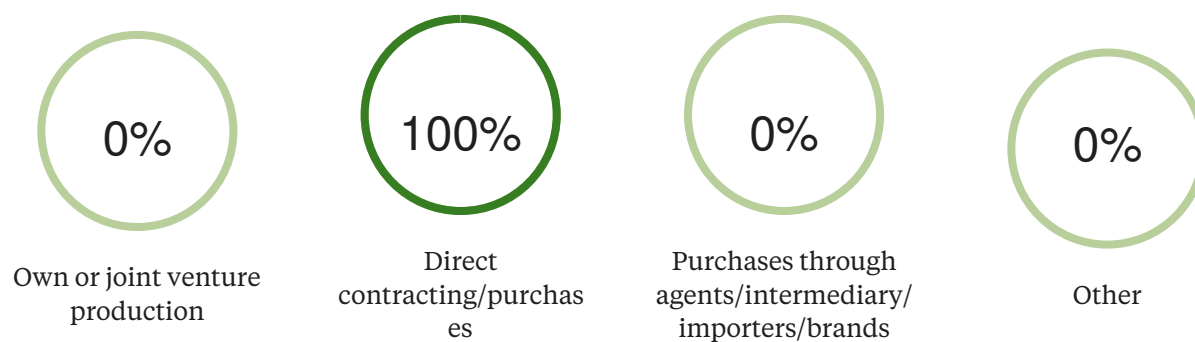 0%
Own or joint venture
production
100%
Direct
contracting/purchas
es
0%
Purchases through
agents/intermediary/
importers/brands
0%
Other